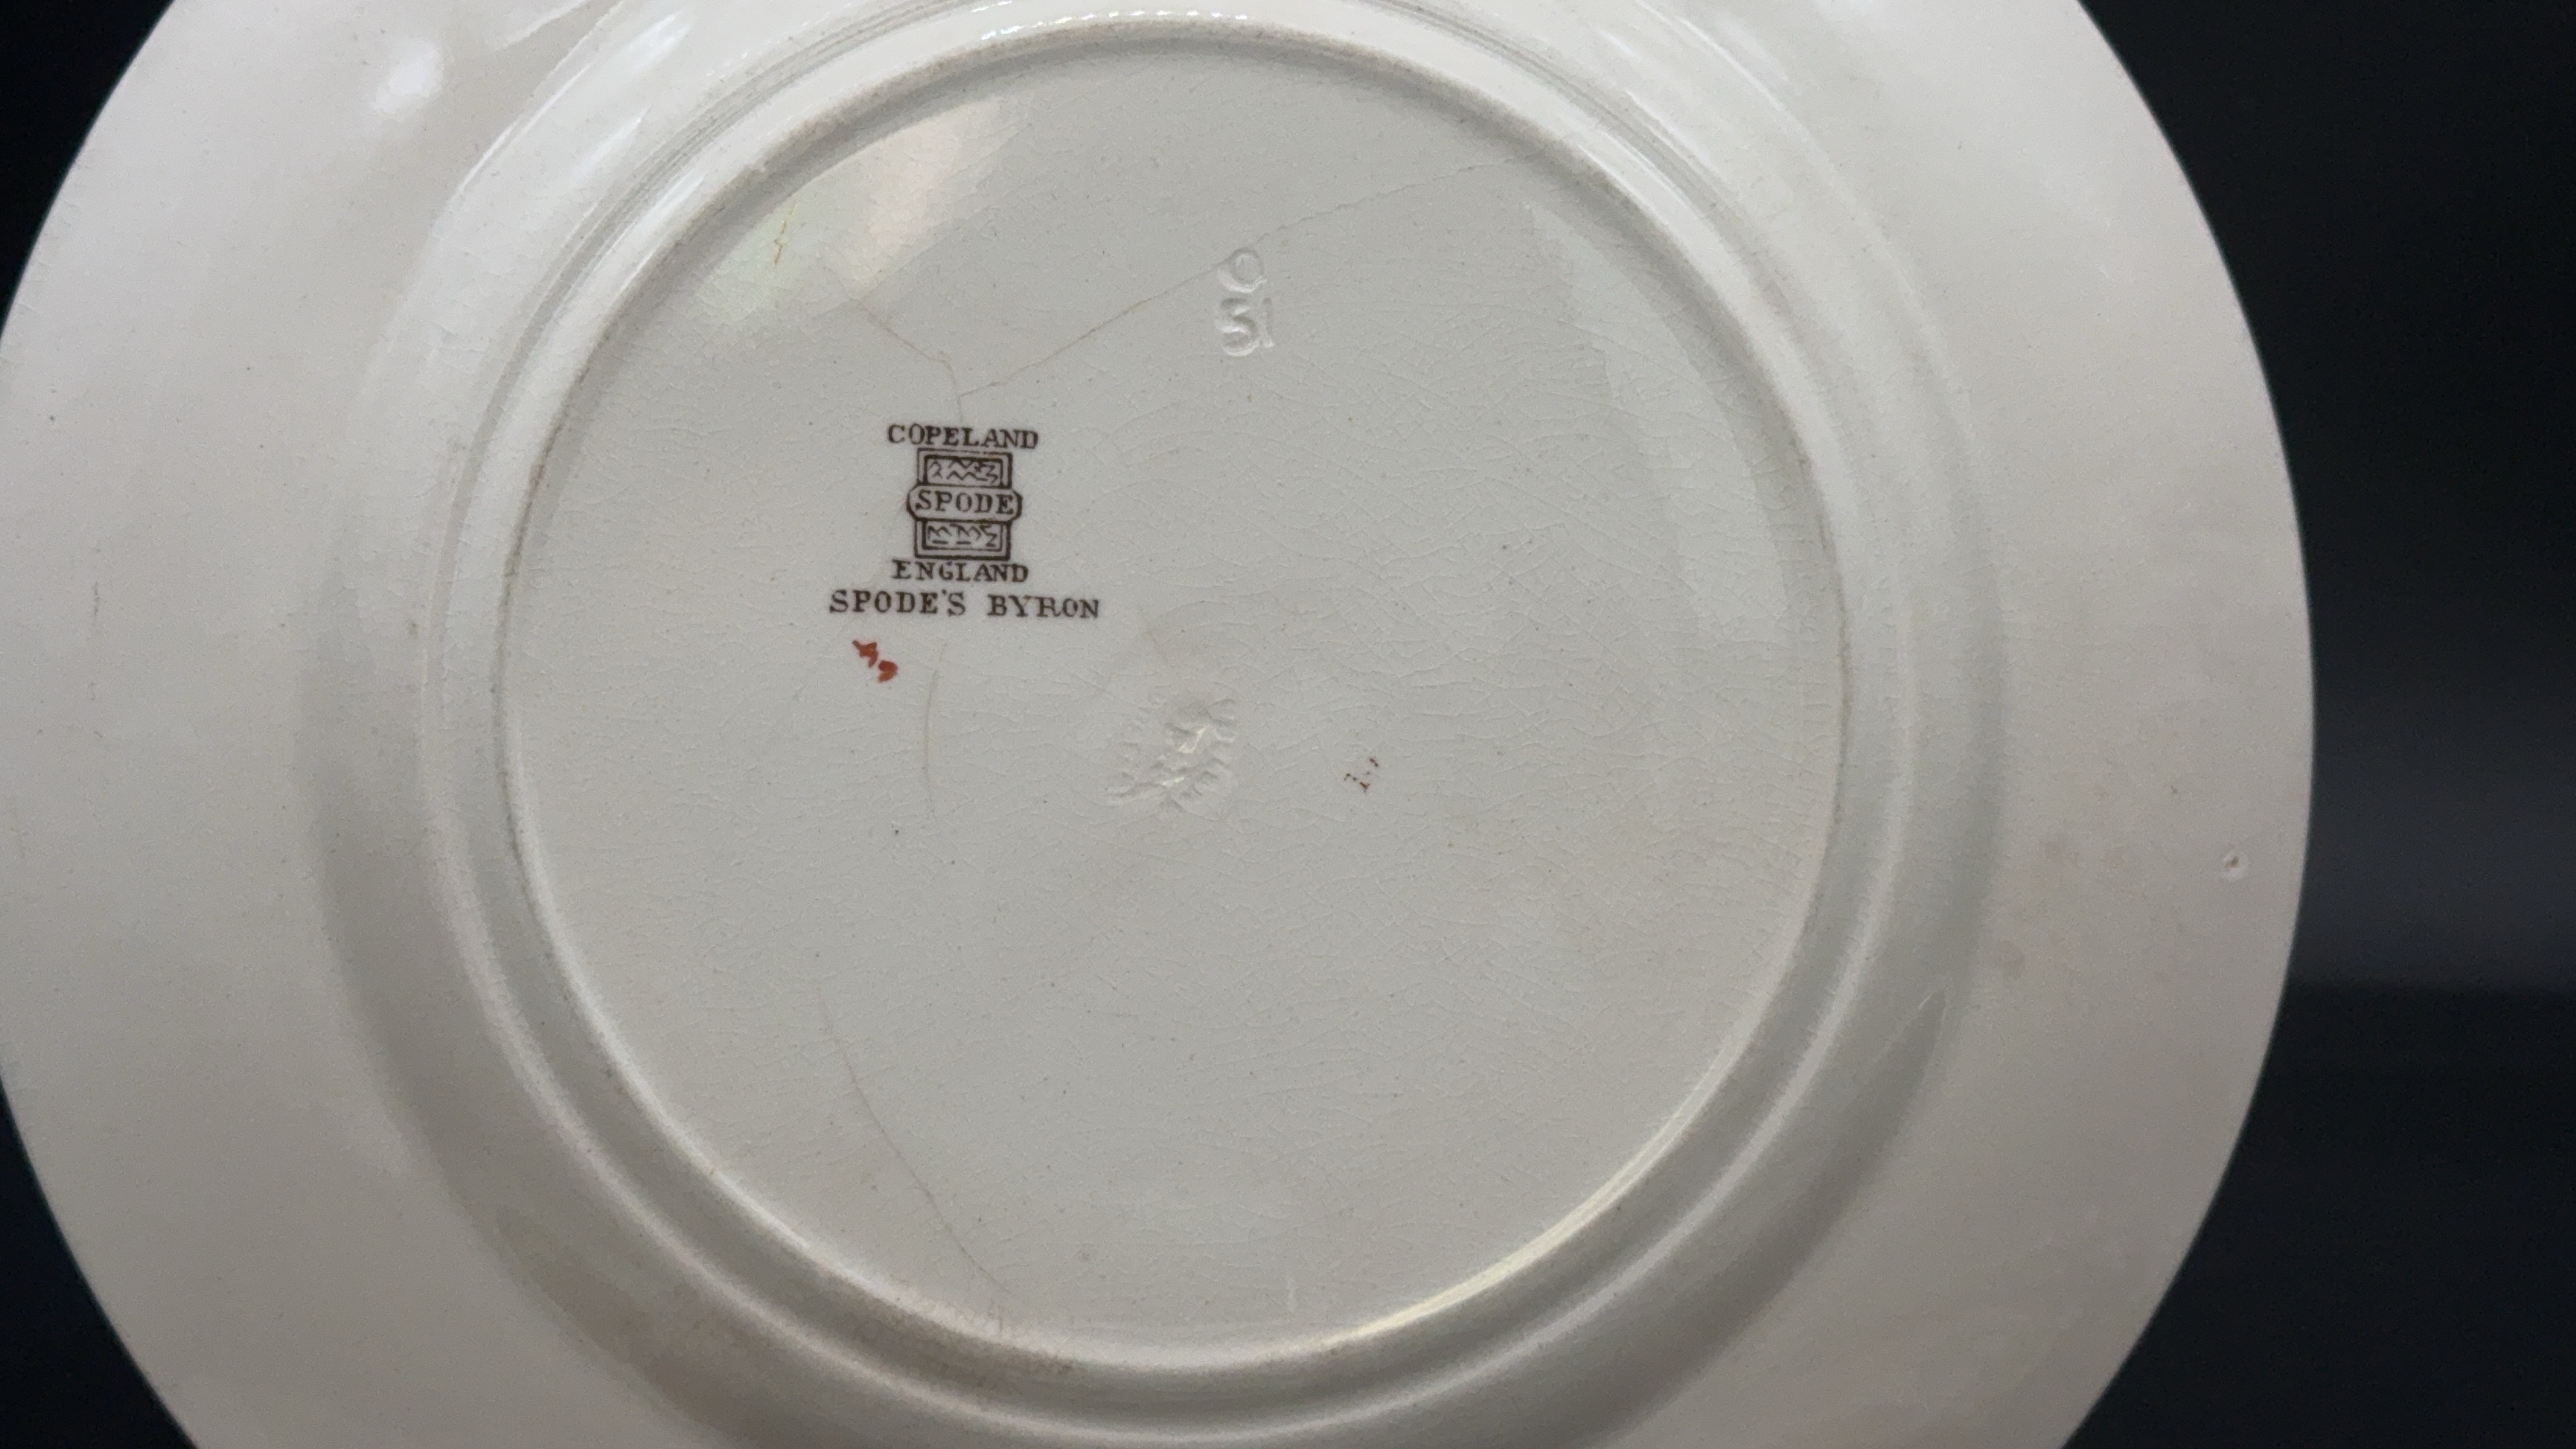 COPELAND
SPODE
ENGLAND
SPODE'S BYRON